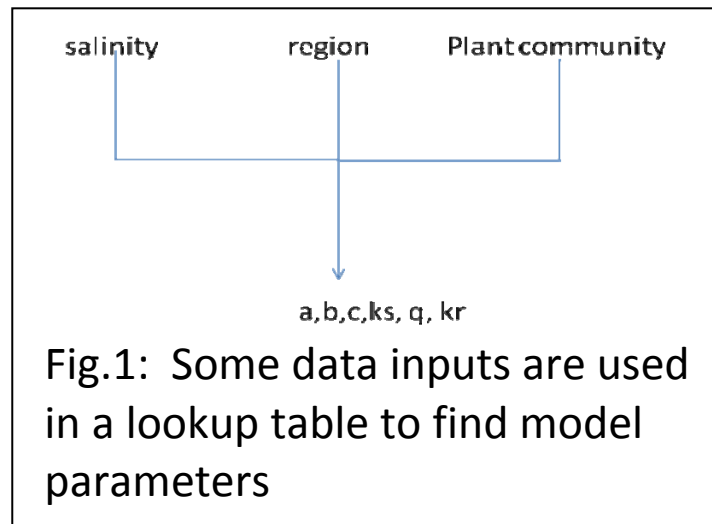 salinity region Plant community
a,b,c,ks, q, kr
Fig.1: Some data inputs are used
in a lookup table to find model
parameters